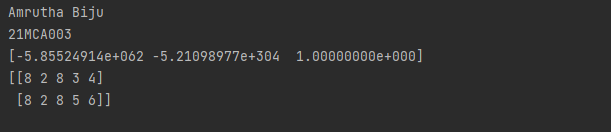 Amrutha Biju
21MCA003
[-5.85524914e+062 -5.21098977e+304  1.00000000e+000]
[[8 2 8 3 4]
 [8 2 8 5 6]]